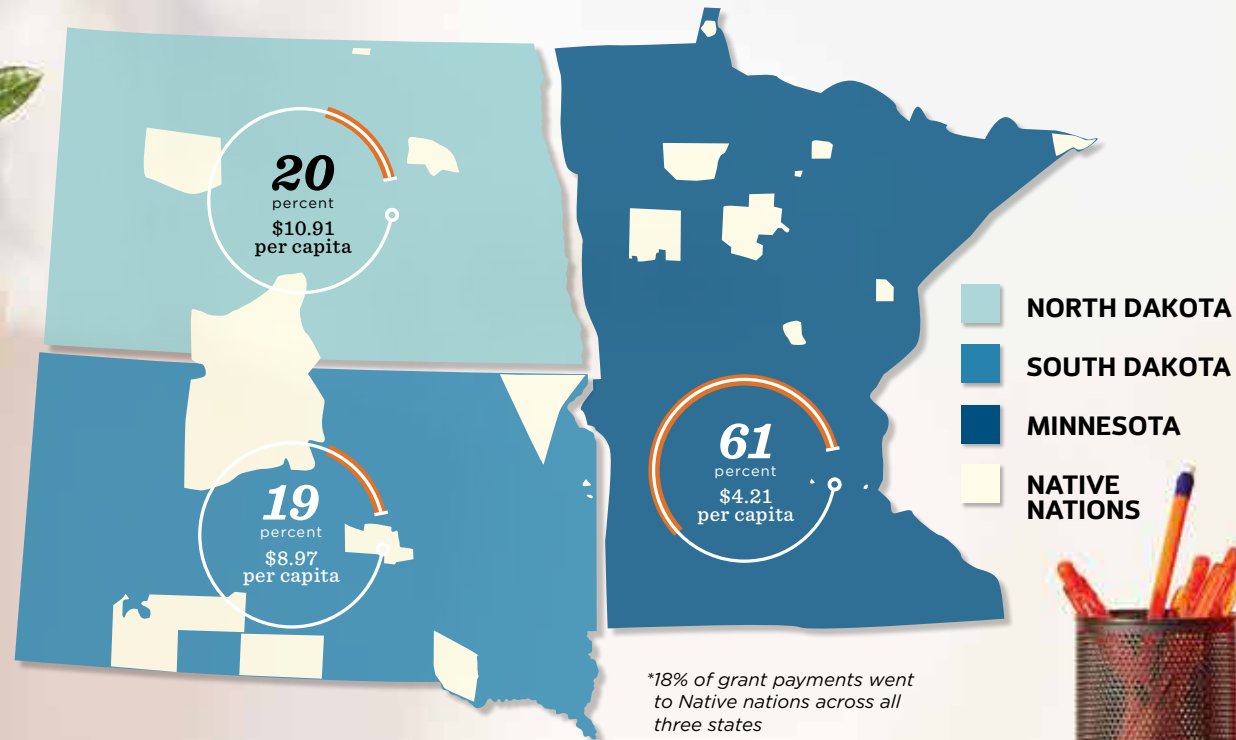 20
percent
$10.91
per capita
19
percent
$8.97
per capita
61
percent
$4.21
per capita
NORTH DAKOTA
SOUTH DAKOTA
MINNESOTA
NATIVE
NATIONS
*18% of grant payments went
to Native nations across all
three states